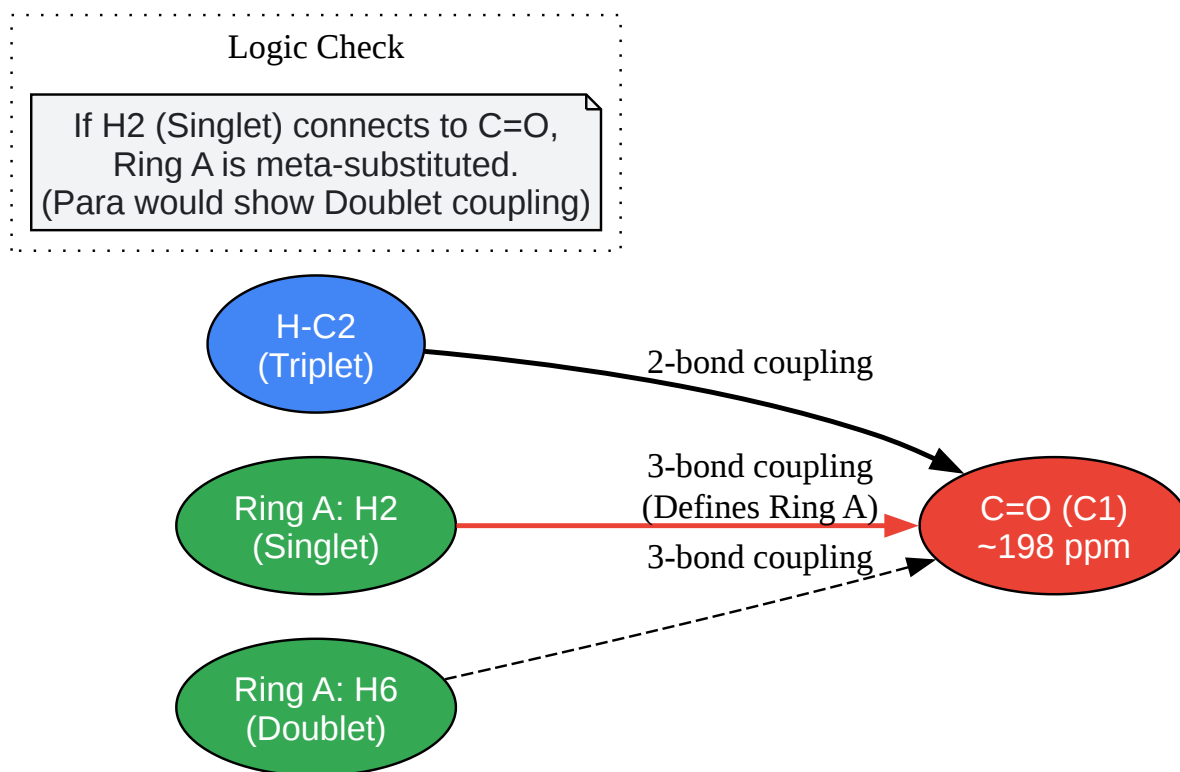 Logic Check
If H2 (Singlet) connects to C=O,
Ring A is meta-substituted.
(Para would show Doublet coupling)
H-C2
(Triplet)
2-bond coupling
Ring A: H2
(Singlet)
3-bond coupling
(Defines Ring A)
C=O (C1)
~198 ppm
3-bond coupling
Ring A: H6
(Doublet)